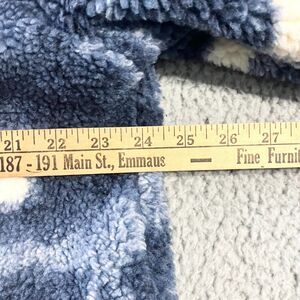 21 22 23 24 25 26 27
187 - 191 Main St., Emmaus — Fine Furnit